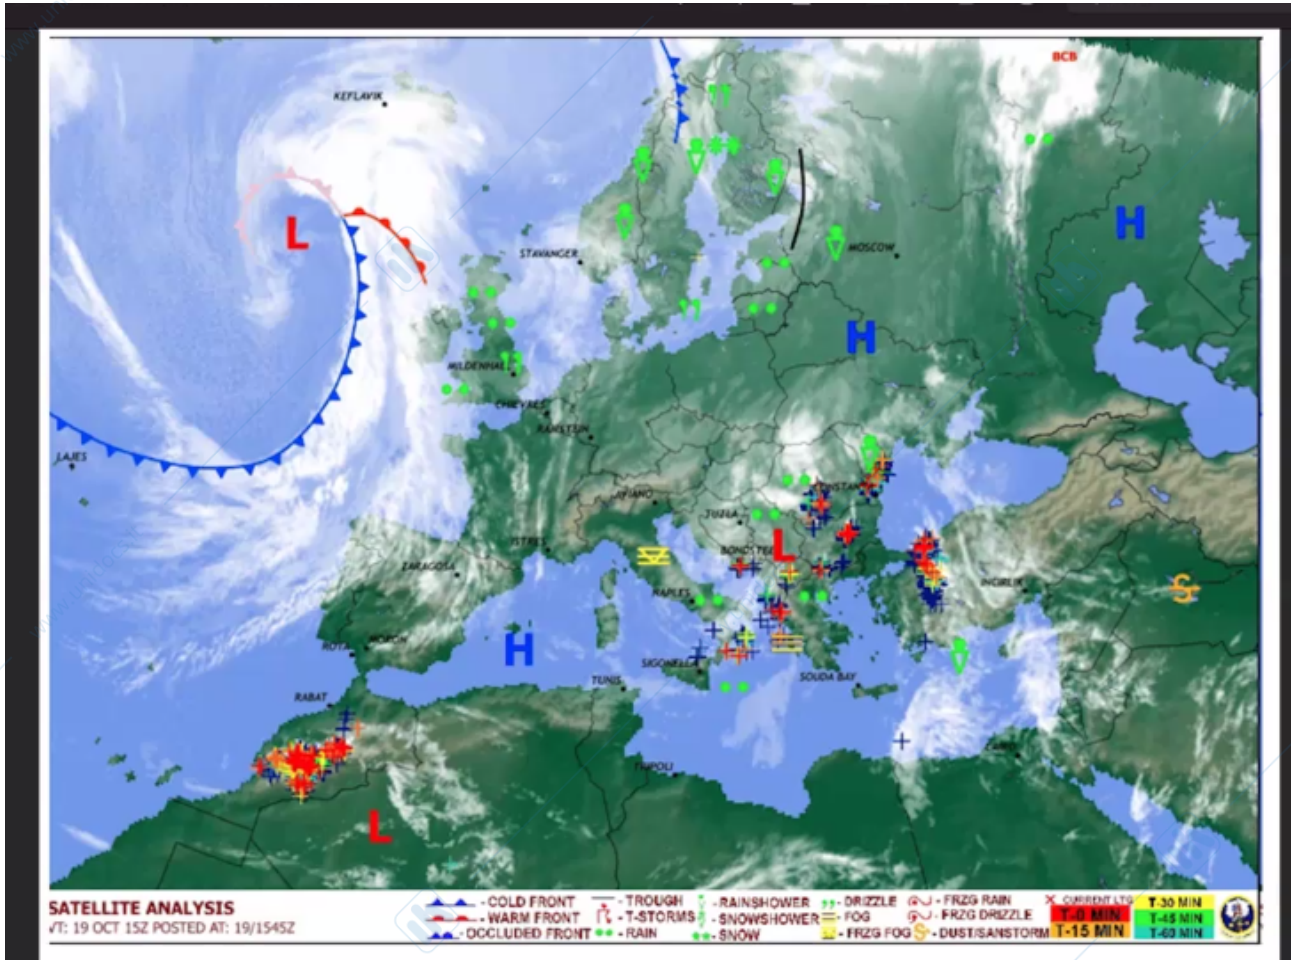 BCB
KEFLAVIK
L
H
STAVANGER
MOSCOW
H
MILDENHALL
CHIEVRES
RAMSTEIN
LAJES
AVIANO
CONSTANT
TUZLA
L
BONDSTEEL
ISTRES
ZARAGOSA
INCIRLIK
S
NAPLES
H
MORON
ROTA
SIGONELLA
SOUDA BAY
TUNIS
RABAT
CAIRO
TRIPOLI
L
SATELLITE ANALYSIS
VT: 19 OCT 15Z POSTED AT: 19/1545Z
- COLD FRONT
- WARM FRONT
- OCCLUDED FRONT
- TROUGH
- T-STORMS
- RAIN
- RAINSHOWER
- SNOWSHOWER
- SNOW
- DRIZZLE
- FOG
- FRZG FOG
- FRZG RAIN
- FRZG DRIZZLE
- DUST/SANSTORM
X CURRENT LTG
T-0 MIN
T-15 MIN
T-30 MIN
T-45 MIN
T-60 MIN